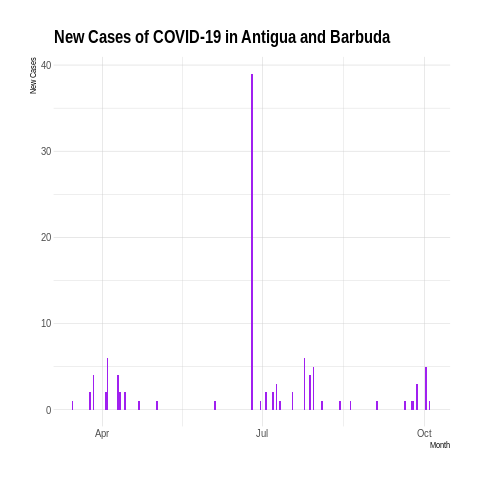 New Cases of COVID-19 in Antigua and Barbuda
New Cases
40
30
20
10
0
Apr
Jul
Oct
Month